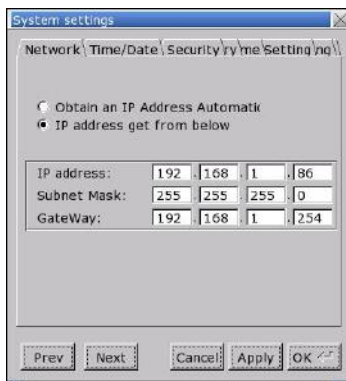 System settings
Network Time/Date Security ry me Setting ng
Obtain an IP Address Automatic
IP address get from below
IP address: 192 . 168 . 1 . 86
Subnet Mask: 255 . 255 . 255 . 0
GateWay: 192 . 168 . 1 . 254
Prev Next Cancel Apply OK